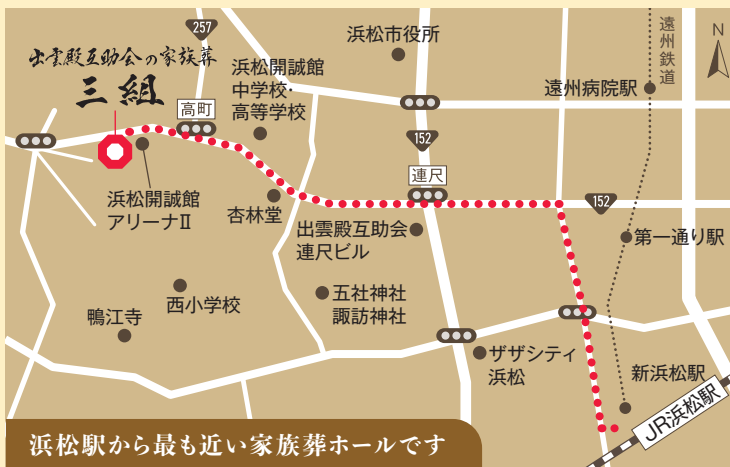 257
出雲殿互助会の家族葬
三組
浜松市役所
遠州鉄道
N
浜松開誠館
中学校・
高等学校
遠州病院駅
高町
152
連尺
152
浜松開誠館
アリーナⅡ
杏林堂
出雲殿互助会
連尺ビル
第一通り駅
西小学校
五社神社
諏訪神社
鴨江寺
ザザシティ
浜松
新浜松駅
JR浜松駅
浜松駅から最も近い家族葬ホールです